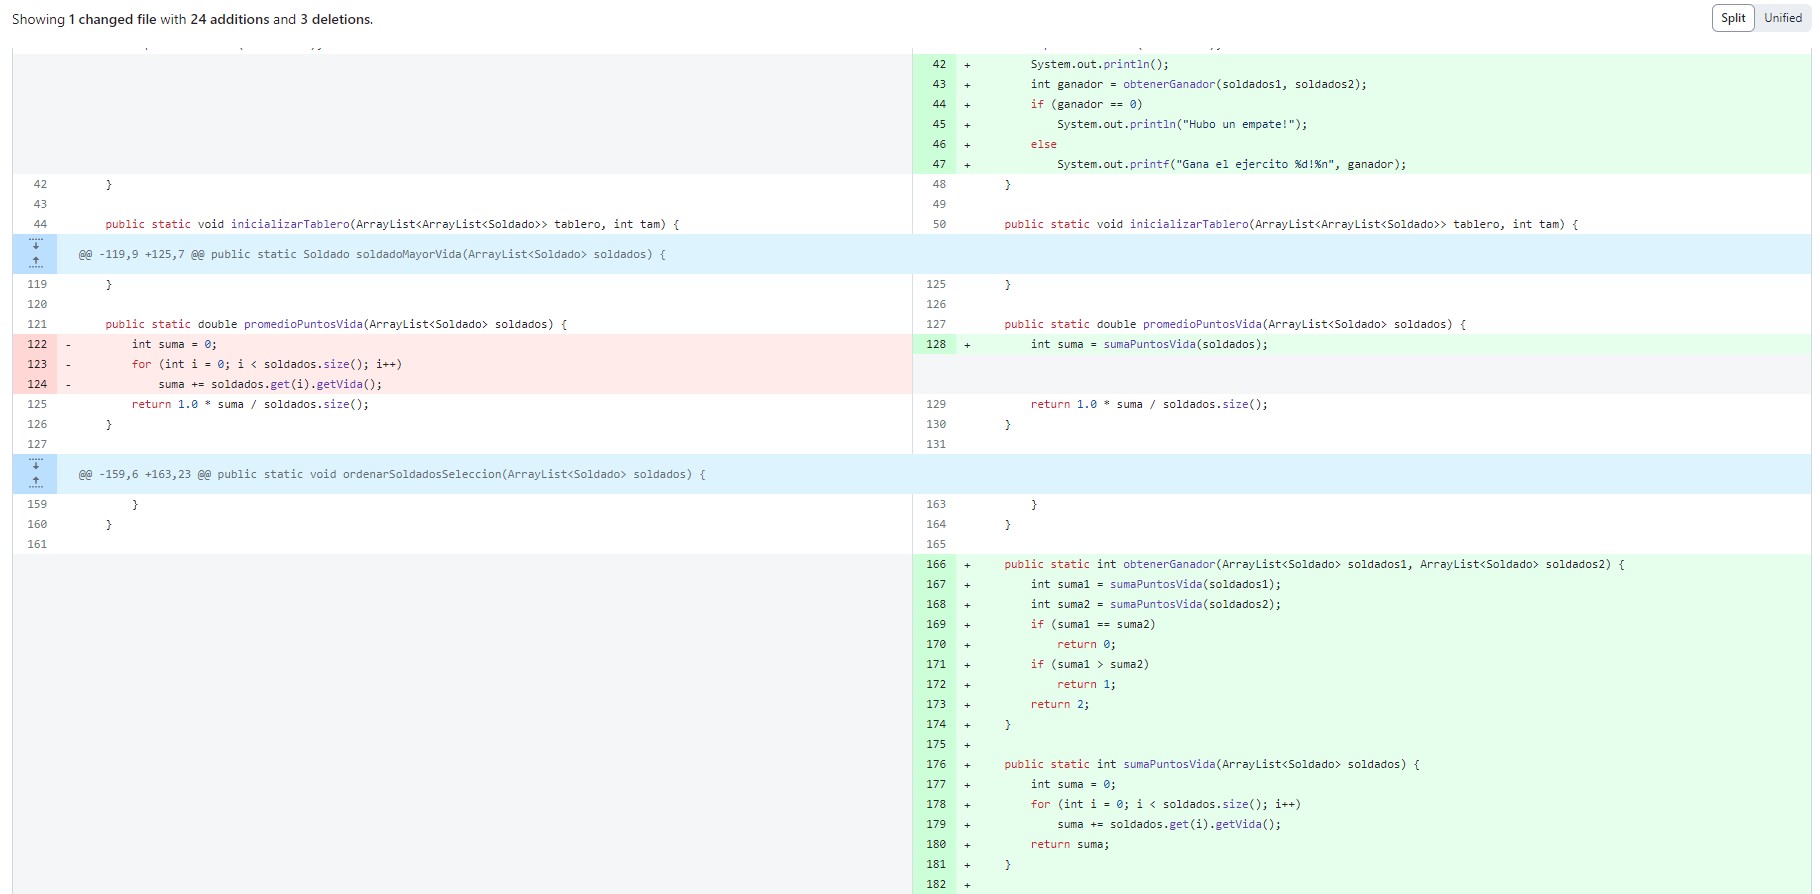 Showing 1 changed file with 24 additions and 3 deletions.
Split Unified
42 + System.out.println();
43 + int ganador = obtenerGanador(soldados1, soldados2);
44 + if (ganador == 0)
45 + System.out.println("Hubo un empate!");
46 + else
47 + System.out.printf("Gana el ejercito %d!%n", ganador);
42 } 48 }
43 49
44 public static void inicializarTablero(ArrayList<ArrayList<Soldado>> tablero, int tam) { 50 public static void inicializarTablero(ArrayList<ArrayList<Soldado>> tablero, int tam) {
@@ -119,9 +125,7 @@ public static Soldado soldadoMayorVida(ArrayList<Soldado> soldados) {
119 } 125 }
120 126
121 public static double promedioPuntosVida(ArrayList<Soldado> soldados) { 127 public static double promedioPuntosVida(ArrayList<Soldado> soldados) {
122 - int suma = 0; 128 + int suma = sumaPuntosVida(soldados);
123 - for (int i = 0; i < soldados.size(); i++)
124 - suma += soldados.get(i).getVida();
125 return 1.0 * suma / soldados.size(); 129 return 1.0 * suma / soldados.size();
126 } 130 }
127 131
@@ -159,6 +163,23 @@ public static void ordenarSoldadosSeleccion(ArrayList<Soldado> soldados) {
159 } 163 }
160 } 164 }
161 165
166 + public static int obtenerGanador(ArrayList<Soldado> soldados1, ArrayList<Soldado> soldados2) {
167 + int suma1 = sumaPuntosVida(soldados1);
168 + int suma2 = sumaPuntosVida(soldados2);
169 + if (suma1 == suma2)
170 + return 0;
171 + if (suma1 > suma2)
172 + return 1;
173 + return 2;
174 + }
175 +
176 + public static int sumaPuntosVida(ArrayList<Soldado> soldados) {
177 + int suma = 0;
178 + for (int i = 0; i < soldados.size(); i++)
179 + suma += soldados.get(i).getVida();
180 + return suma;
181 + }
182 +